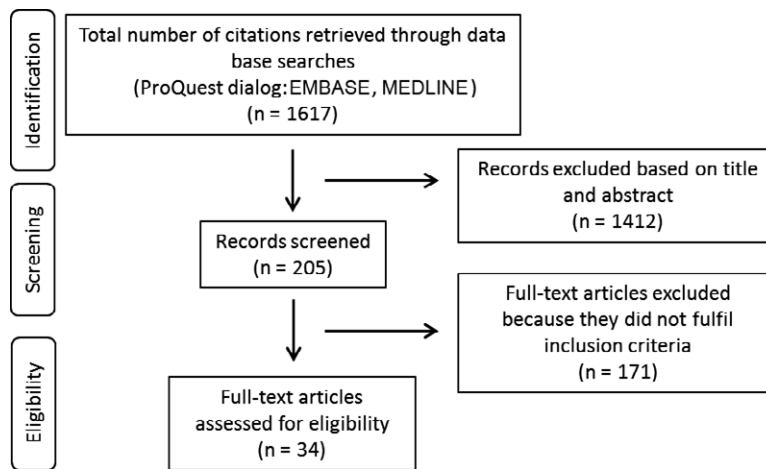 Identification
Total number of citations retrieved through data
base searches
(ProQuest dialog:EMBASE, MEDLINE)
(n = 1617)
Records excluded based on title
and abstract
(n = 1412)
Screening
Records screened
(n = 205)
Full-text articles excluded
because they did not fulfil
inclusion criteria
(n = 171)
Eligibility
Full-text articles
assessed for eligibility
(n = 34)